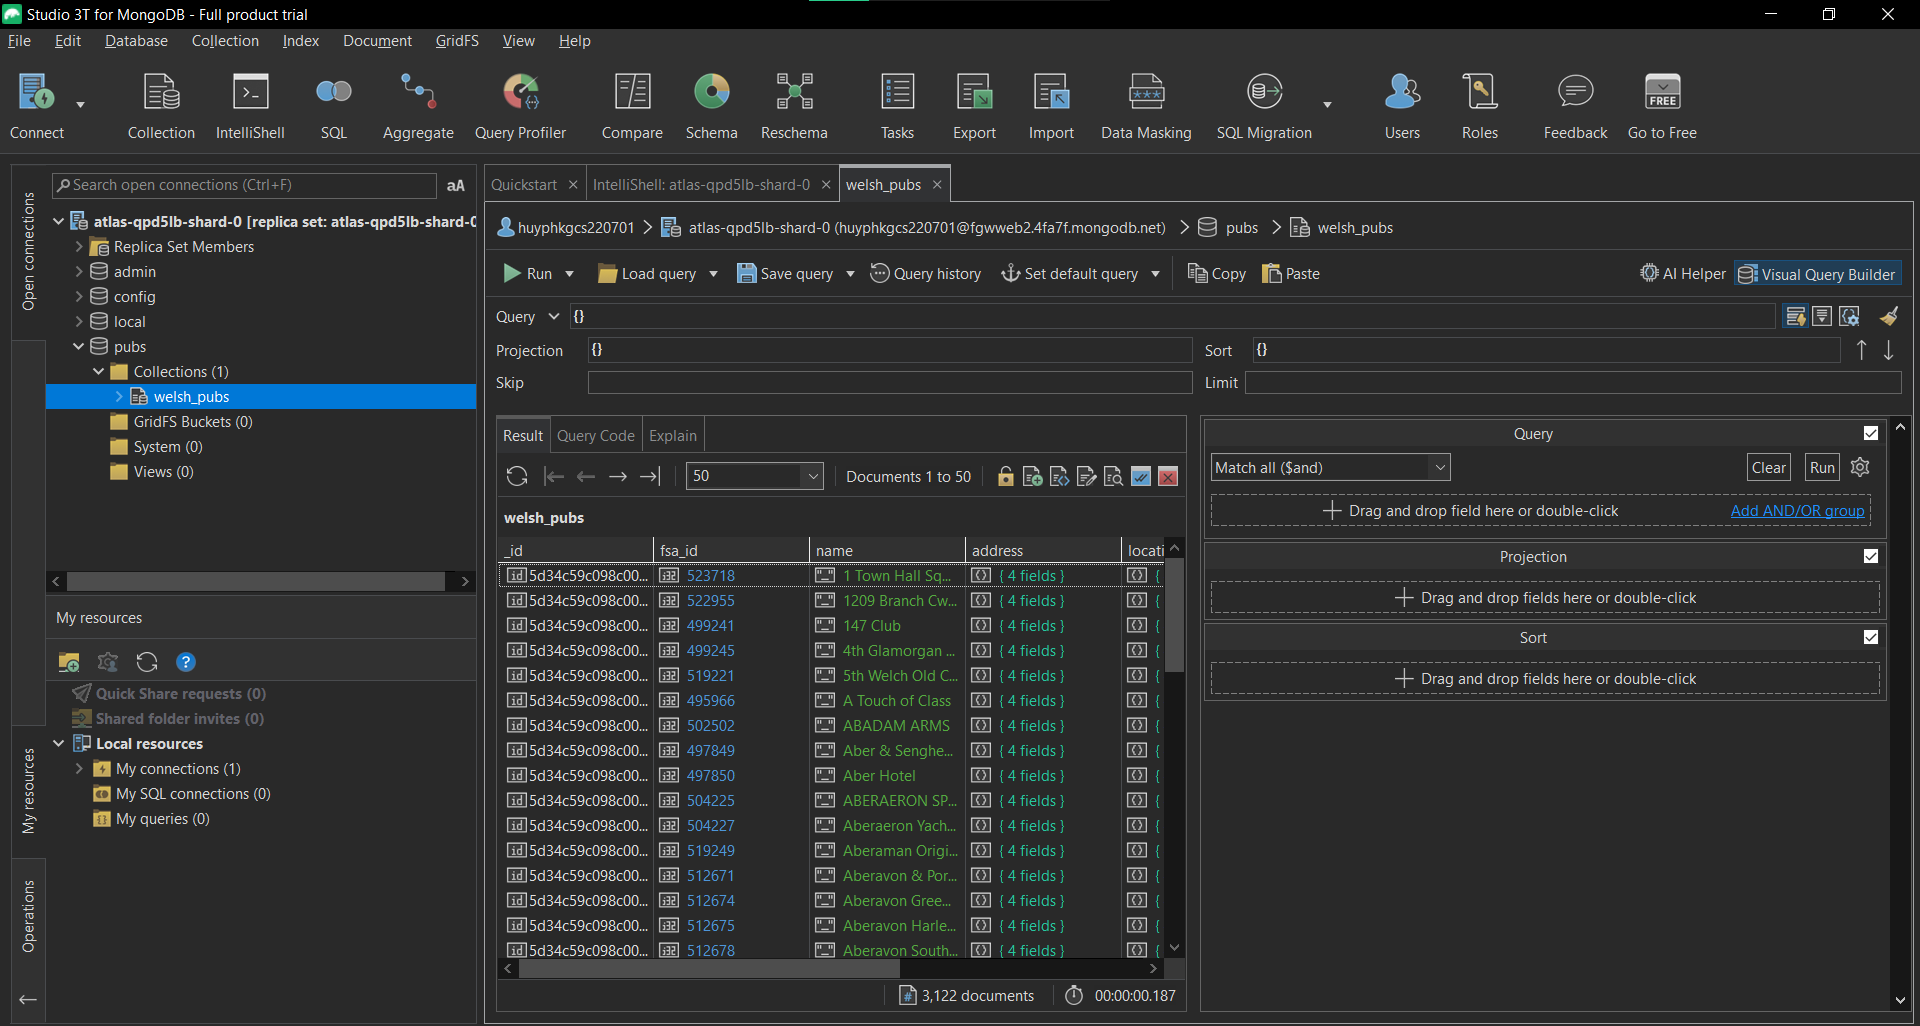 Studio 3T for MongoDB - Full product trial
File Edit Database Collection Index Document GridFS View Help
Connect Collection IntelliShell SQL Aggregate Query Profiler Compare Schema Reschema Tasks Export Import Data Masking SQL Migration Users Roles Feedback Go to Free
FREE
Open connections
Search open connections (Ctrl+F) aA
atlas-qpd5lb-shard-0 [replica set: atlas-qpd5lb-shard-0
Replica Set Members
admin
config
local
pubs
Collections (1)
welsh_pubs
GridFS Buckets (0)
System (0)
Views (0)
My resources
My resources
Quick Share requests (0)
Shared folder invites (0)
Local resources
My connections (1)
My SQL connections (0)
My queries (0)
Operations
Quickstart IntelliShell: atlas-qpd5lb-shard-0 welsh_pubs
huyphkgcs220701 atlas-qpd5lb-shard-0 (huyphkgcs220701@fgwweb2.4fa7f.mongodb.net) pubs welsh_pubs
Run Load query Save query Query history Set default query Copy Paste AI Helper Visual Query Builder
Query {}
Projection {} Sort {}
Skip Limit
Result Query Code Explain
50 Documents 1 to 50
welsh_pubs
_id fsa_id name address locati
5d34c59c098c00... 523718 1 Town Hall Sq... { 4 fields } {
5d34c59c098c00... 522955 1209 Branch Cw... { 4 fields } {
5d34c59c098c00... 499241 147 Club { 4 fields } {
5d34c59c098c00... 499245 4th Glamorgan ... { 4 fields } {
5d34c59c098c00... 519221 5th Welch Old C... { 4 fields } {
5d34c59c098c00... 495966 A Touch of Class { 4 fields } {
5d34c59c098c00... 502502 ABADAM ARMS { 4 fields } {
5d34c59c098c00... 497849 Aber & Senghe... { 4 fields } {
5d34c59c098c00... 497850 Aber Hotel { 4 fields } {
5d34c59c098c00... 504225 ABERAERON SP... { 4 fields } {
5d34c59c098c00... 504227 Aberaeron Yach... { 4 fields } {
5d34c59c098c00... 519249 Aberaman Origi... { 4 fields } {
5d34c59c098c00... 512671 Aberavon & Por... { 4 fields } {
5d34c59c098c00... 512674 Aberavon Gree... { 4 fields } {
5d34c59c098c00... 512675 Aberavon Harle... { 4 fields } {
5d34c59c098c00... 512678 Aberavon South... { 4 fields } {
3,122 documents 00:00:00.187
Query
Match all ($and) Clear Run
Drag and drop field here or double-click Add AND/OR group
Projection
Drag and drop fields here or double-click
Sort
Drag and drop fields here or double-click